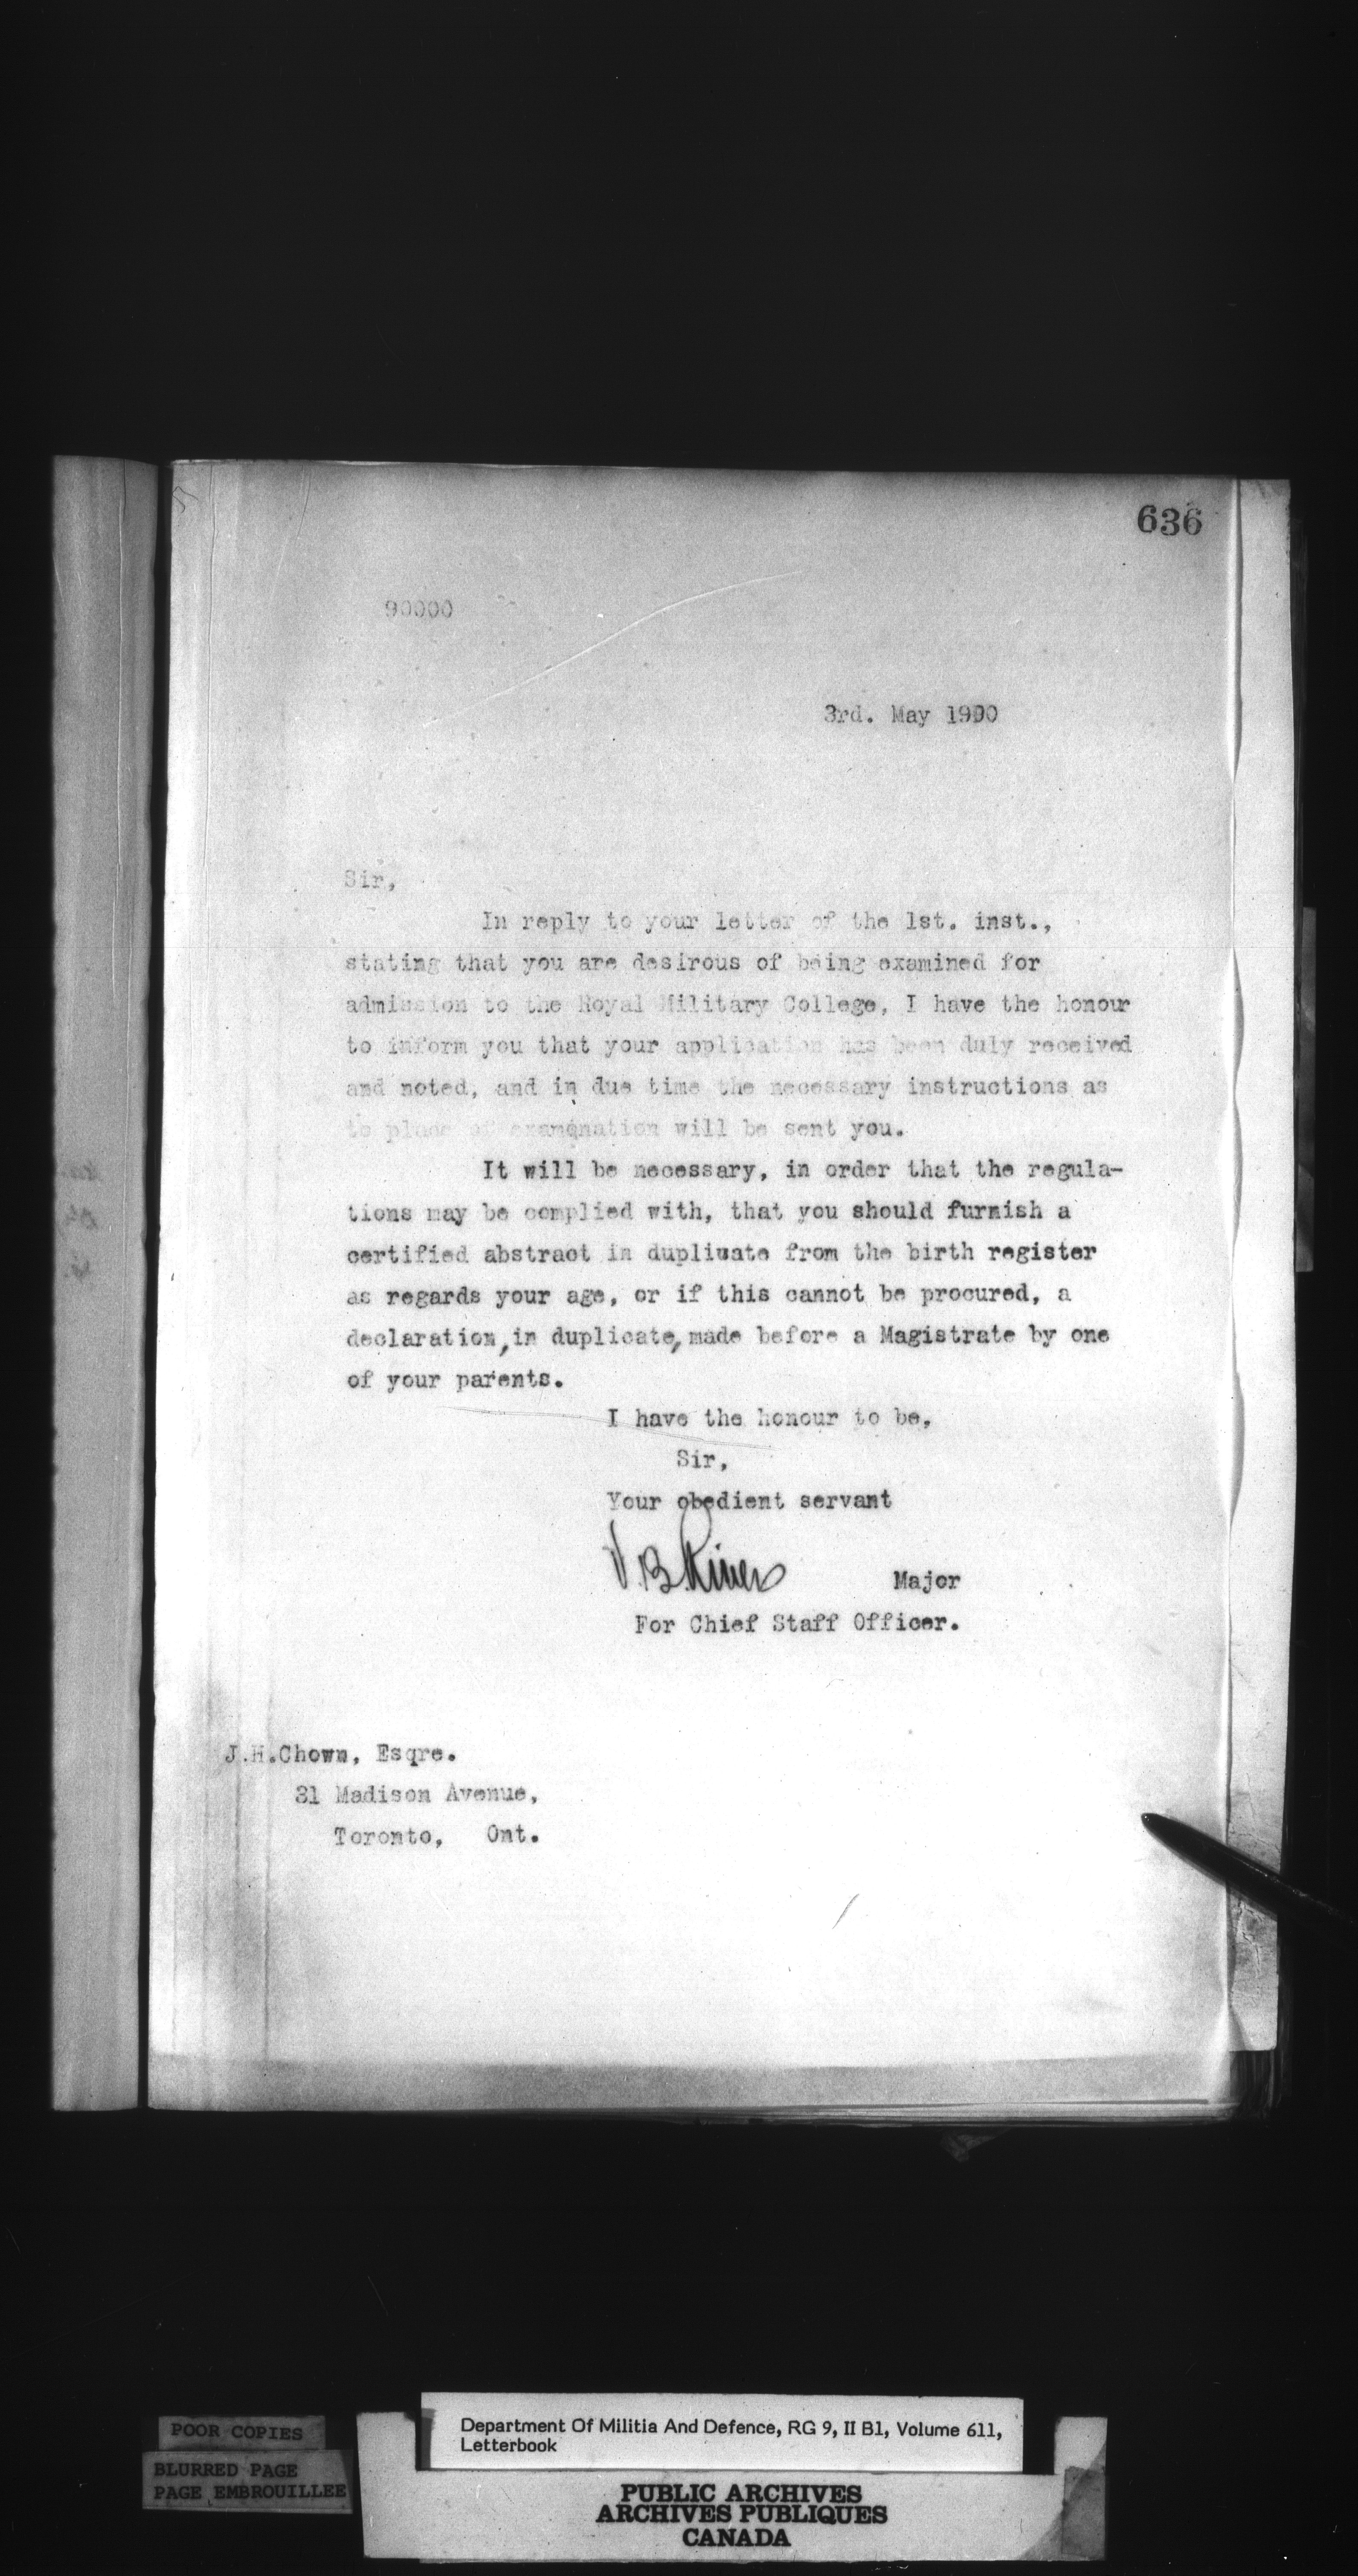 636
90000
3rd. May 1900
Sir,
In reply to your letter of the 1st. inst.,
stating that you are desirous of being examined for
admission to the Royal Military College, I have the honour
to inform you that your application has been duly received
and noted, and in due time the necessary instructions as
to place of examination will be sent you.
It will be necessary, in order that the regula-
tions may be complied with, that you should furnish a
certified abstract in duplicate from the birth register
as regards your age, or if this cannot be procured, a
declaration, in duplicate, made before a Magistrate by one
of your parents.
I have the honour to be,
Sir,
Your obedient servant
Major
For Chief Staff Officer.
J.H.Chown, Esqre.
31 Madison Avenue,
Toronto, Ont.
POOR COPIES
BLURRED PAGE
PAGE EMBROUILLEE
Department Of Militia And Defence, RG 9, II B1, Volume 611,
Letterbook
PUBLIC ARCHIVES
ARCHIVES PUBLIQUES
CANADA